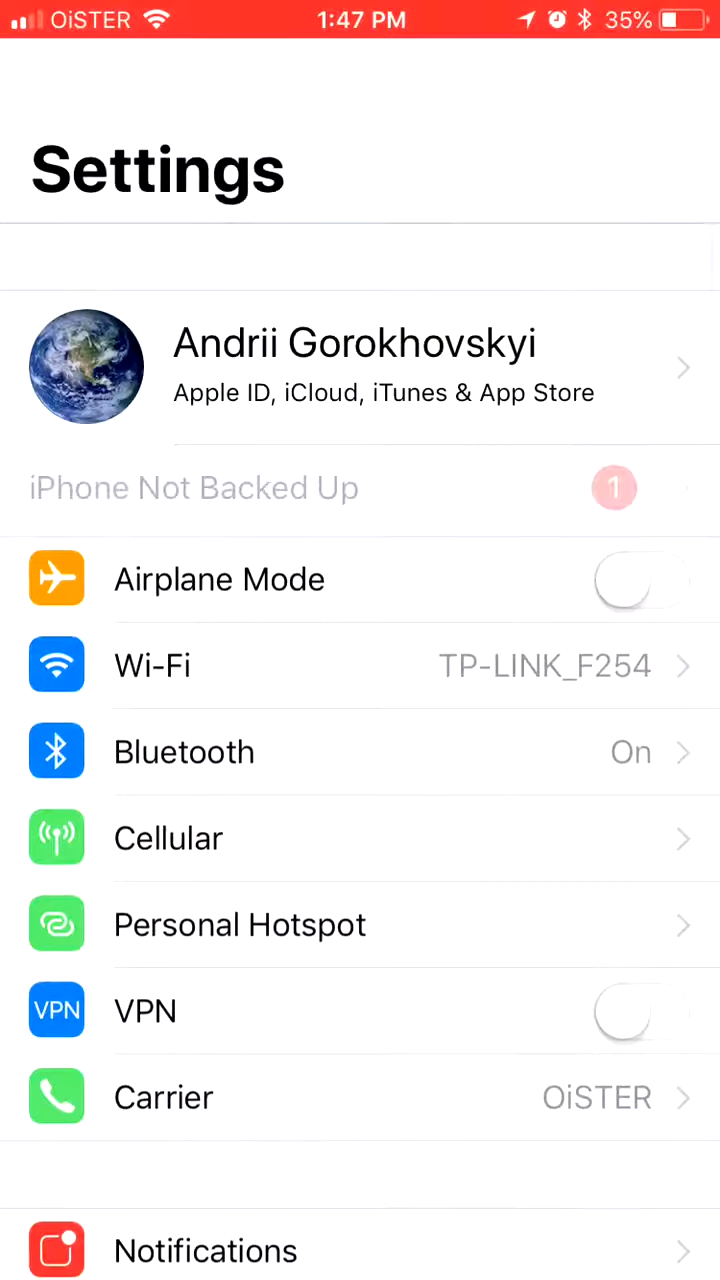 OiSTER 1:47 PM 35%
Settings
Andrii Gorokhovskyi
Apple ID, iCloud, iTunes & App Store
iPhone Not Backed Up 1
Airplane Mode
Wi-Fi TP-LINK_F254
Bluetooth On
Cellular
Personal Hotspot
VPN VPN
Carrier OiSTER
Notifications